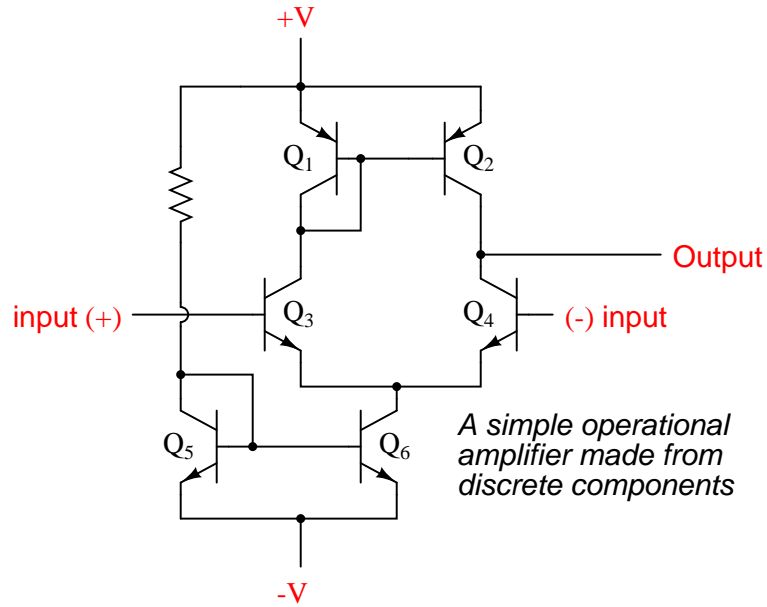 +V
Q1
Q2
Output
input (+)
Q3
Q4
(-) input
Q5
Q6
A simple operational
amplifier made from
discrete components
-V